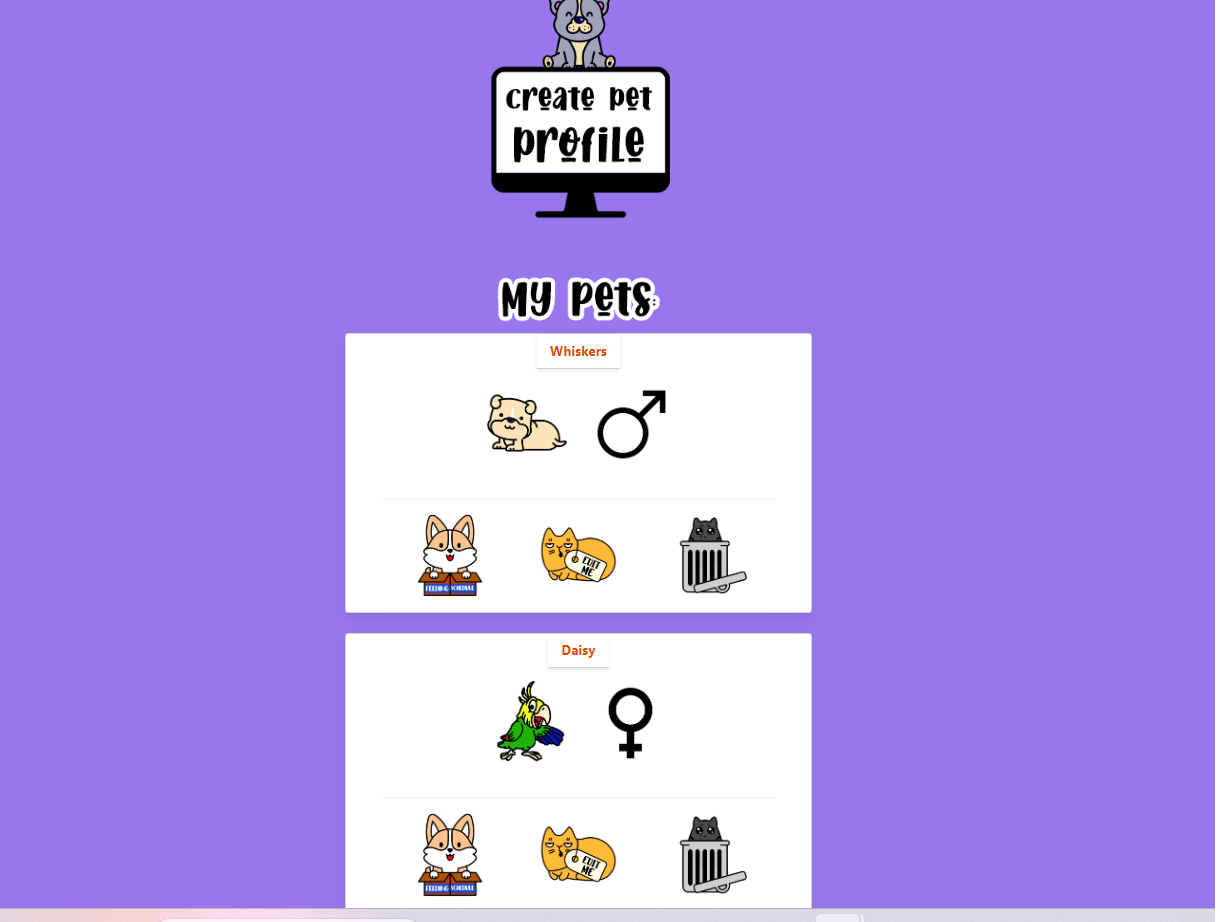 create pet
profile
My pets:
Whiskers
FEEDING SCHEDULE
EDIT
ME
Daisy
FEEDING SCHEDULE
EDIT
ME